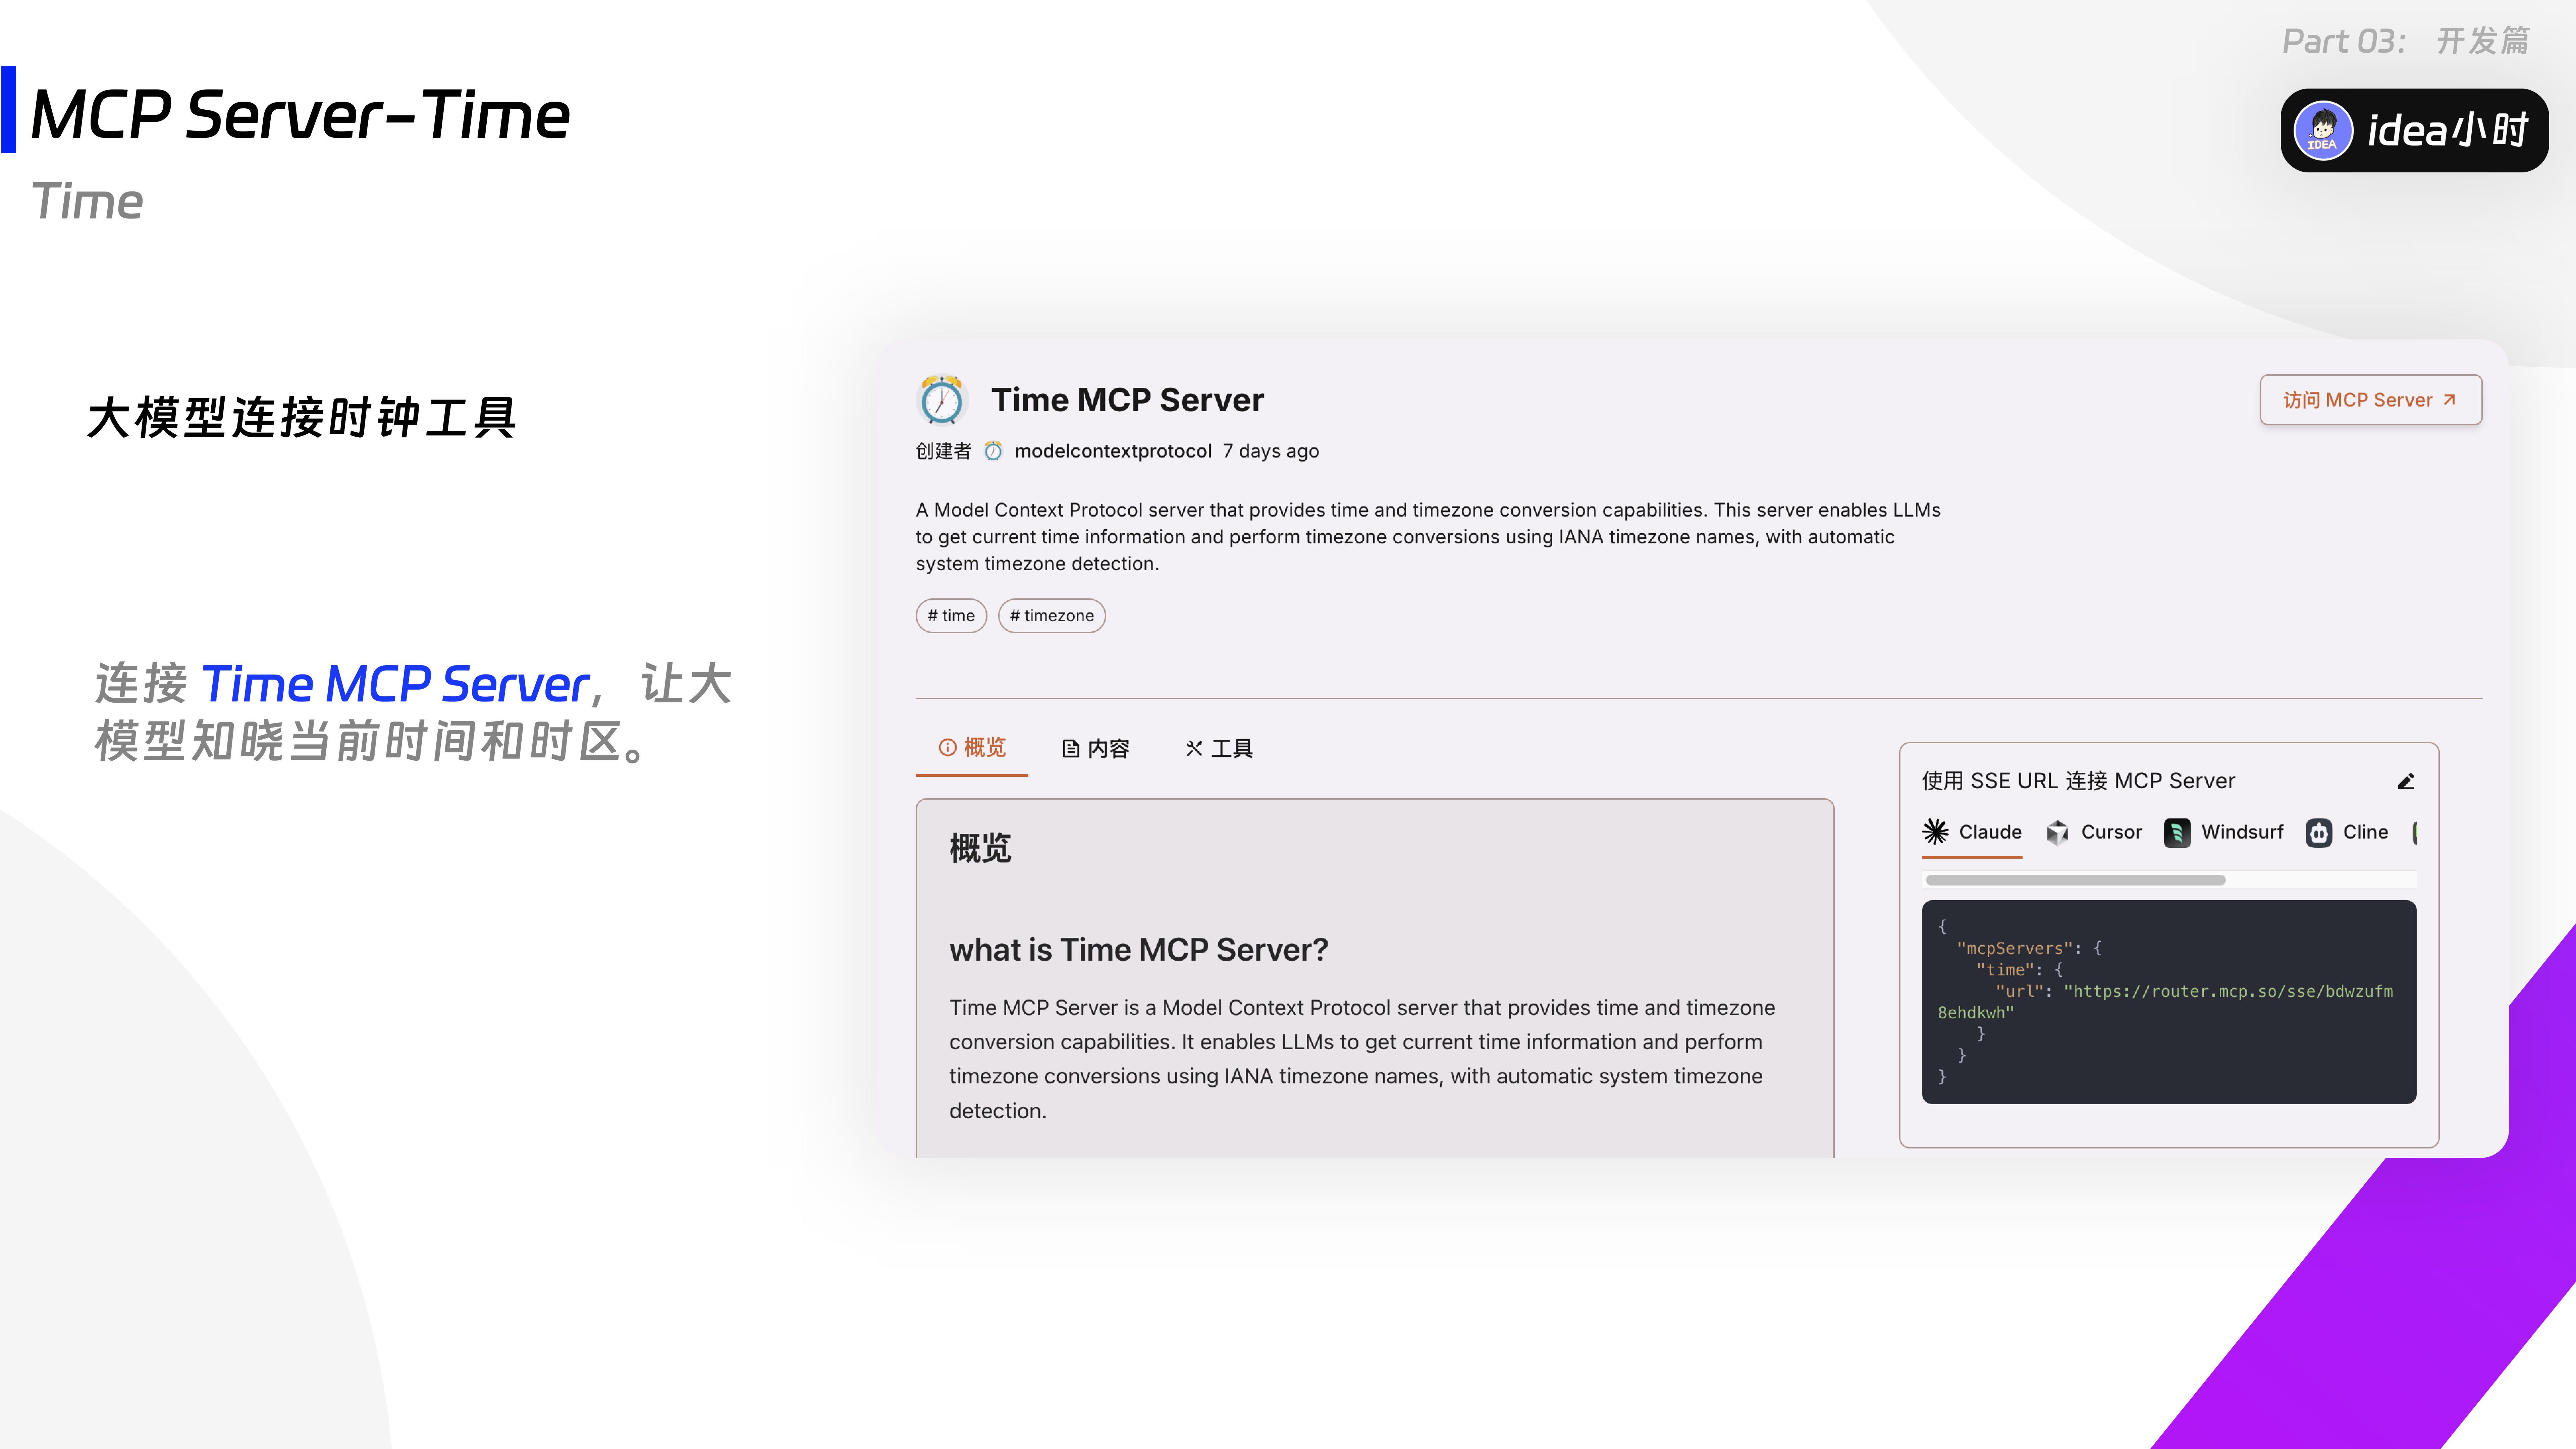 Part 03： 开发篇
MCP Server-Time
IDEA
idea小时
Time
大模型连接时钟工具
连接 Time MCP Server，让大
模型知晓当前时间和时区。
Time MCP Server
访问 MCP Server
创建者 modelcontextprotocol 7 days ago
A Model Context Protocol server that provides time and timezone conversion capabilities. This server enables LLMs
to get current time information and perform timezone conversions using IANA timezone names, with automatic
system timezone detection.
# time # timezone
概览 内容 工具
概览
what is Time MCP Server?
Time MCP Server is a Model Context Protocol server that provides time and timezone
conversion capabilities. It enables LLMs to get current time information and perform
timezone conversions using IANA timezone names, with automatic system timezone
detection.
使用 SSE URL 连接 MCP Server
Claude Cursor Windsurf Cline
{
"mcpServers": {
"time": {
"url": "https://router.mcp.so/sse/bdwzufm
8ehdkwh"
}
}
}